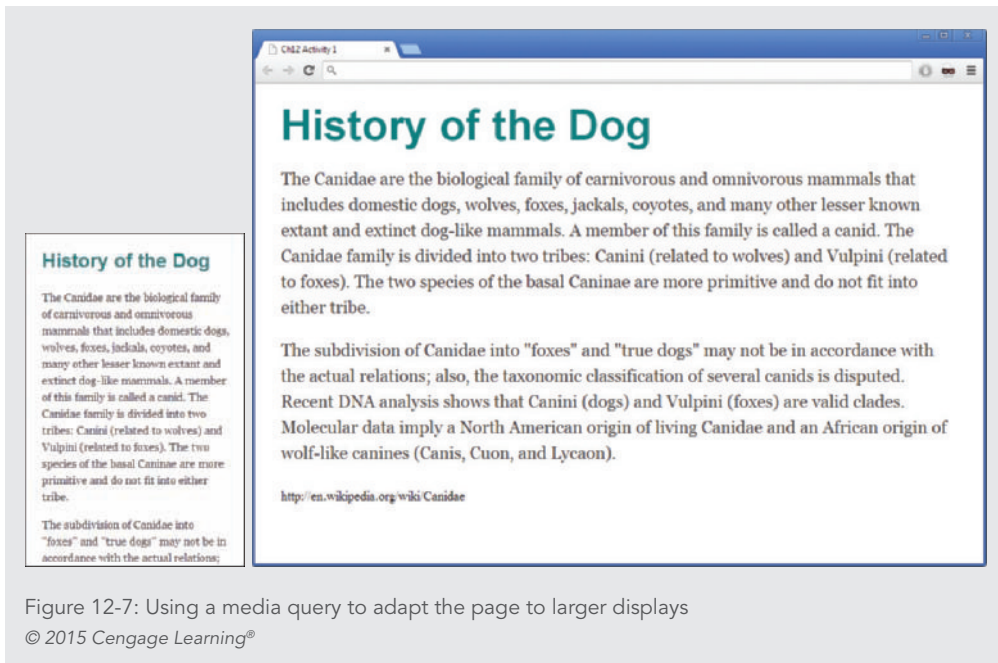 Ch12 Activity 1
History of the Dog
The Canidae are the biological family of carnivorous and omnivorous mammals that
includes domestic dogs, wolves, foxes, jackals, coyotes, and many other lesser known
extant and extinct dog-like mammals. A member of this family is called a canid. The
Canidae family is divided into two tribes: Canini (related to wolves) and Vulpini (related
to foxes). The two species of the basal Caninae are more primitive and do not fit into
either tribe.
The subdivision of Canidae into "foxes" and "true dogs" may not be in accordance with
the actual relations; also, the taxonomic classification of several canids is disputed.
Recent DNA analysis shows that Canini (dogs) and Vulpini (foxes) are valid clades.
Molecular data imply a North American origin of living Canidae and an African origin of
wolf-like canines (Canis, Cuon, and Lycaon).
http://en.wikipedia.org/wiki/Canidae
History of the Dog
The Canidae are the biological family
of carnivorous and omnivorous
mammals that includes domestic dogs,
wolves, foxes, jackals, coyotes, and
many other lesser known extant and
extinct dog-like mammals. A member
of this family is called a canid. The
Canidae family is divided into two
tribes: Canini (related to wolves) and
Vulpini (related to foxes). The two
species of the basal Caninae are more
primitive and do not fit into either
tribe.
The subdivision of Canidae into
"foxes" and "true dogs" may not be in
accordance with the actual relations;
Figure 12-7: Using a media query to adapt the page to larger displays
© 2015 Cengage Learning®